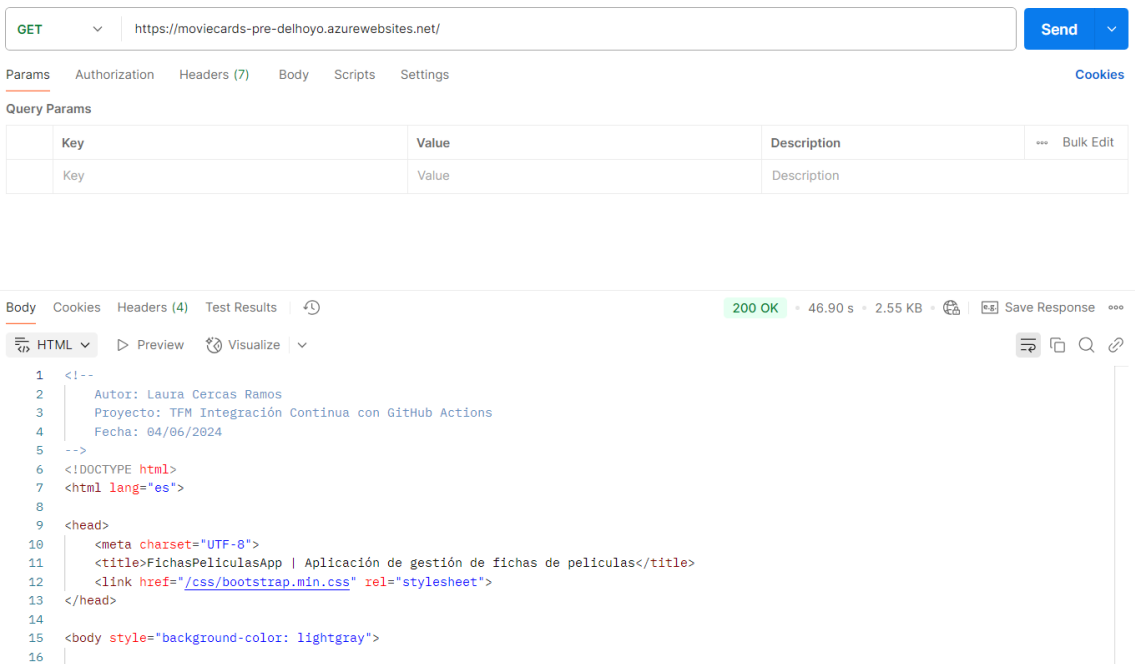 GET https://moviecards-pre-delhoyo.azurewebsites.net/ Send
Params Authorization Headers (7) Body Scripts Settings Cookies
Query Params
Key Value Description Bulk Edit
Key Value Description
Body Cookies Headers (4) Test Results 200 OK 46.90 s 2.55 KB e.g. Save Response
HTML Preview Visualize
1 <!--
2 Autor: Laura Cercas Ramos
3 Proyecto: TFM Integración Continua con GitHub Actions
4 Fecha: 04/06/2024
5 -->
6 <!DOCTYPE html>
7 <html lang="es">
8
9 <head>
10 <meta charset="UTF-8">
11 <title>FichasPeliculasApp | Aplicación de gestión de fichas de películas</title>
12 <link href="/css/bootstrap.min.css" rel="stylesheet">
13 </head>
14
15 <body style="background-color: lightgray">
16